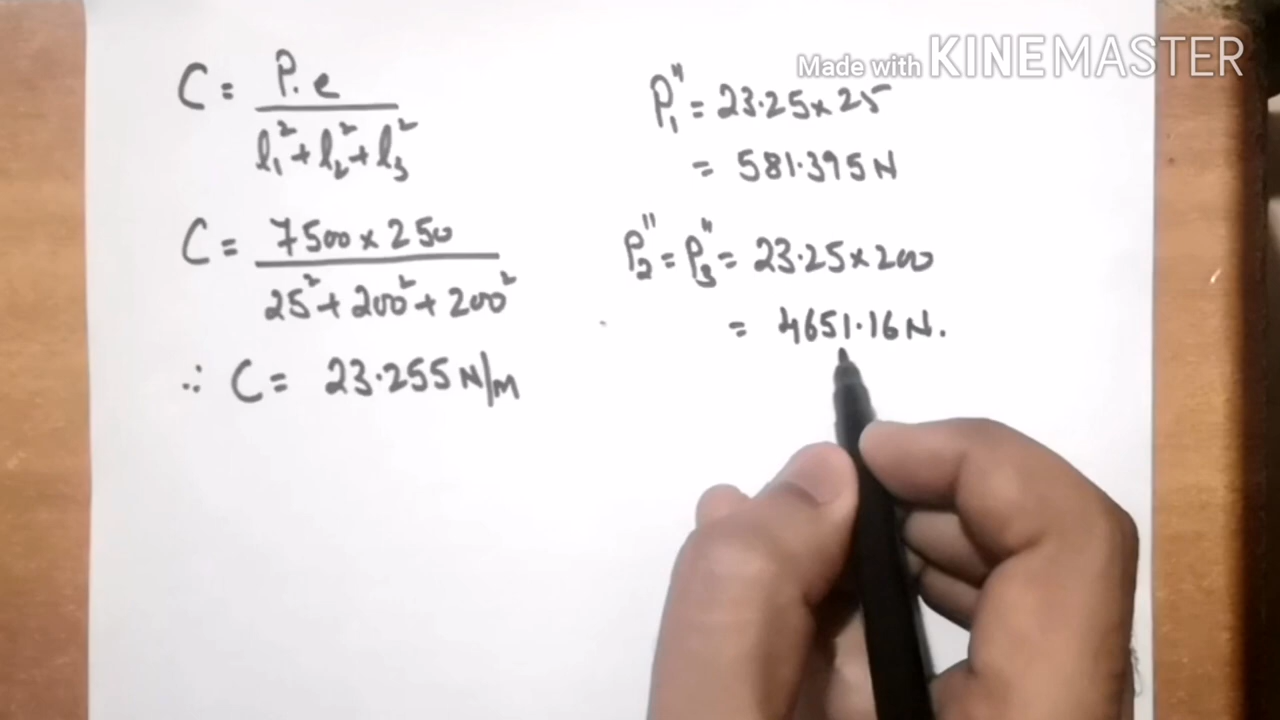 Made with KINEMASTER
C = P.e / l₁² + l₂² + l₃²
C = 7500 x 250 / 25² + 200² + 200²
∴ C = 23.255 N/m
P₁" = 23.25 x 25
= 581.395 N
P₂" = P₃" = 23.25 x 200
= 4651.16 N.